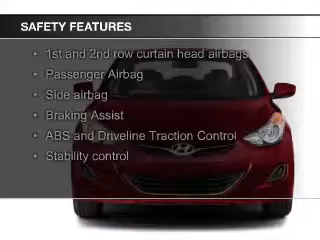 SAFETY FEATURES
• 1st and 2nd row curtain head airbags
• Passenger Airbag
• Side airbag
• Braking Assist
• ABS and Driveline Traction Control
• Stability control